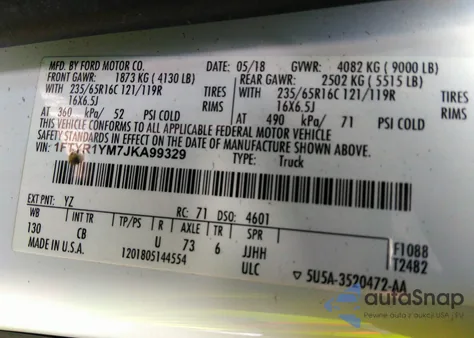 MFD. BY FORD MOTOR CO.
DATE: 05/18 GVWR: 4082 KG ( 9000 LB)
FRONT GAWR: 1873 KG ( 4130 LB) REAR GAWR: 2502 KG ( 5515 LB)
WITH 235/65R16C 121/119R TIRES WITH 235/65R16C 121/119R TIRES
16X6.5J RIMS 16X6.5J RIMS
AT 360 kPa/ 52 PSI COLD AT 490 kPa/ 71 PSI COLD
THIS VEHICLE CONFORMS TO ALL APPLICABLE FEDERAL MOTOR VEHICLE
SAFETY STANDARDS IN EFFECT ON THE DATE OF MANUFACTURE SHOWN ABOVE.
VIN: 1FTYR1YM7JKA99329 TYPE: Truck
EXT PNT: YZ RC: 71 DSO: 4601
WB INT TR TP/PS R AXLE TR SPR
130 CB U 73 6 JJHH F1088
ULC T2482
MADE IN U.S.A. 1201805144554 ▽ 5U5A-3520472-AA
autoSnap
Pewne auto z aukcji USA